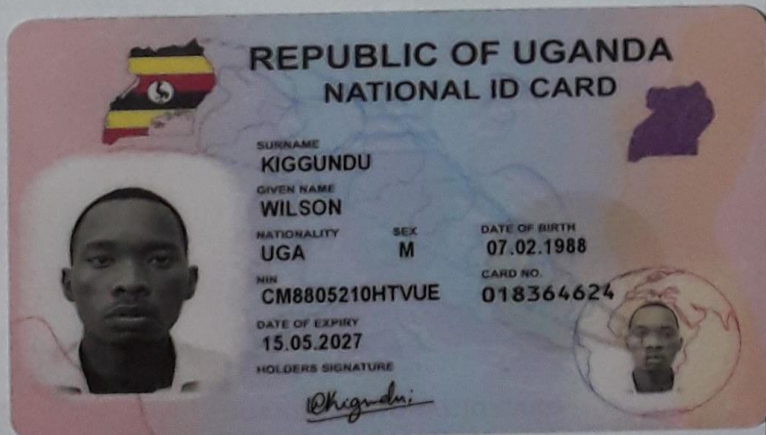 REPUBLIC OF UGANDA
NATIONAL ID CARD
SURNAME
KIGGUNDU
GIVEN NAME
WILSON
NATIONALITY SEX DATE OF BIRTH
UGA M 07.02.1988
NIN CARD NO.
CM8805210HTVUE 018364624
DATE OF EXPIRY
15.05.2027
HOLDERS SIGNATURE